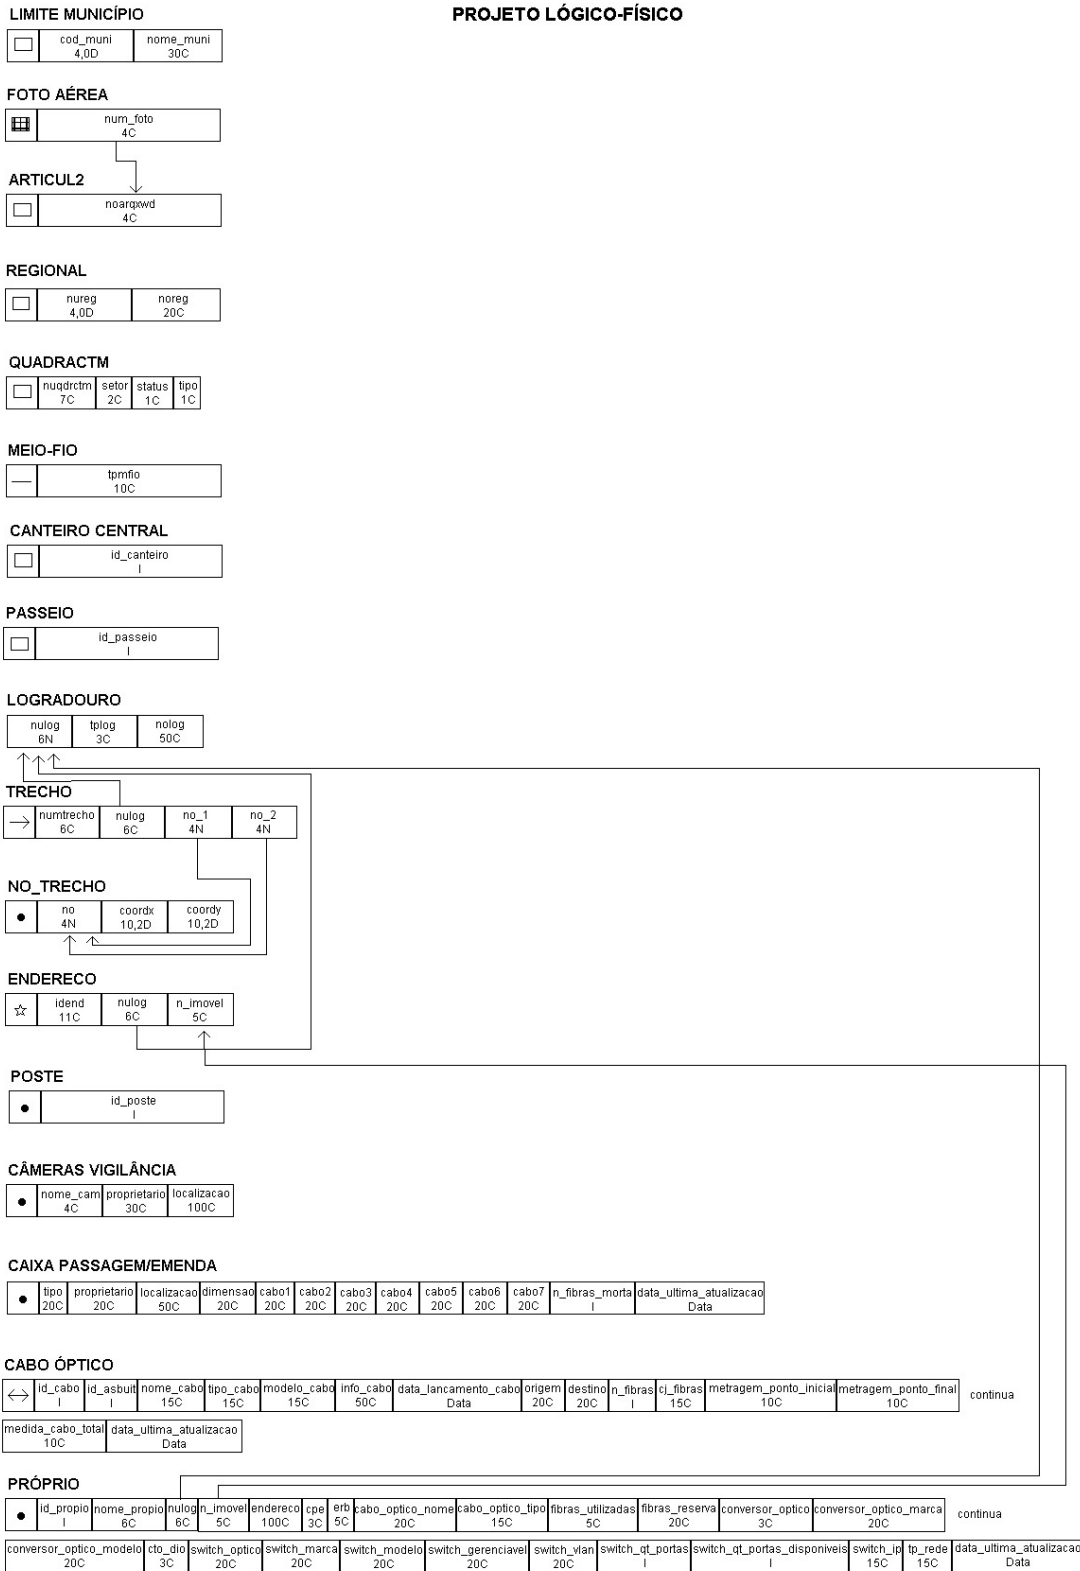 PROJETO LÓGICO-FÍSICO
LIMITE MUNICÍPIO
cod_muni nome_muni
4,0D 30C
FOTO AÉREA
num_foto
4C
ARTICUL2
noarqxwd
4C
REGIONAL
nureg noreg
4,0D 20C
QUADRACTM
nuqdrctm setor status tipo
7C 2C 1C 1C
MEIO-FIO
tpmfio
10C
CANTEIRO CENTRAL
id_canteiro
I
PASSEIO
id_passeio
I
LOGRADOURO
nulog tplog nolog
6N 3C 50C
TRECHO
numtrecho nulog no_1 no_2
6C 6C 4N 4N
NO_TRECHO
no coordx coordy
4N 10,2D 10,2D
ENDERECO
idend nulog n_imovel
11C 6C 5C
POSTE
id_poste
I
CÂMERAS VIGILÂNCIA
nome_cam proprietario localizacao
4C 30C 100C
CAIXA PASSAGEM/EMENDA
tipo proprietario localizacao dimensao cabo1 cabo2 cabo3 cabo4 cabo5 cabo6 cabo7 n_fibras_morta data_ultima_atualizacao
20C 20C 50C 20C 20C 20C 20C 20C 20C 20C 20C I Data
CABO ÓPTICO
id_cabo id_asbuit nome_cabo tipo_cabo modelo_cabo info_cabo data_lancamento_cabo origem destino n_fibras cj_fibras metragem_ponto_inicial metragem_ponto_final continua
I I 15C 15C 15C 50C Data 20C 20C I 15C 10C 10C
medida_cabo_total data_ultima_atualizacao
10C Data
PRÓPRIO
id_propio nome_propio nulog n_imovel endereco cpe erb cabo_optico_nome cabo_optico_tipo fibras_utilizadas fibras_reserva conversor_optico conversor_optico_marca continua
I 6C 6C 5C 100C 3C 5C 20C 15C 5C 20C 3C 20C
conversor_optico_modelo cto_dio switch_optico switch_marca switch_modelo switch_gerenciavel switch_vlan switch_qt_portas switch_qt_portas_disponiveis switch_ip tp_rede data_ultima_atualizacao
20C 3C 20C 20C 20C 20C 20C I I 15C 15C Data